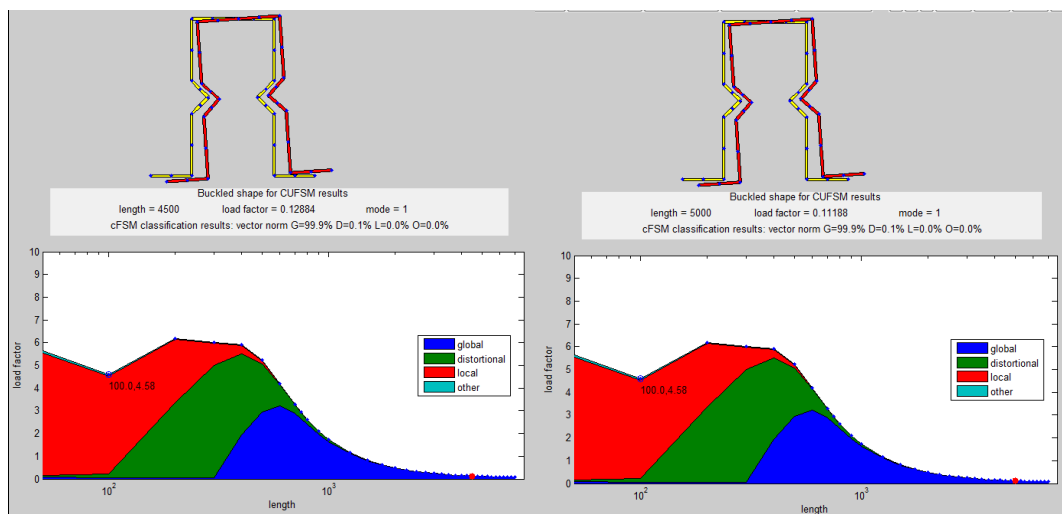 Buckled shape for CUFSM results
length = 4500 load factor = 0.12884 mode = 1
cFSM classification results: vector norm G=99.9% D=0.1% L=0.0% O=0.0%
10
9
8
7
6
5
4
3
2
1
0
load factor
100.0,4.58
global
distortional
local
other
10^2
10^3
length
Buckled shape for CUFSM results
length = 5000 load factor = 0.11188 mode = 1
cFSM classification results: vector norm G=99.9% D=0.1% L=0.0% O=0.0%
10
9
8
7
6
5
4
3
2
1
0
load factor
100.0,4.58
global
distortional
local
other
10^2
10^3
length